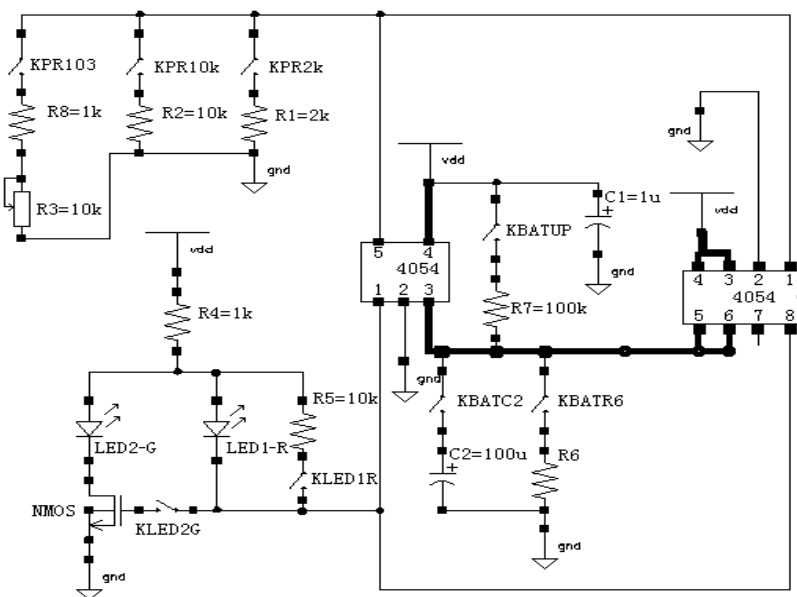 KPR103 KPR10k KPR2k
R8=1k R2=10k R1=2k
gnd
gnd
R3=10k
vdd
C1=1u
vdd
KBATUP
vdd
5 4
4054
1 2 3
gnd
4 3 2 1
4054
5 6 7 8
R4=1k
R7=100k
gnd
R5=10k
KBATC2 KBATR6
LED2-G LED1-R
C2=100u R6
KLED1R
NMOS
KLED2G
gnd
gnd